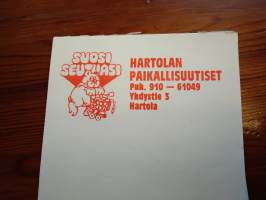 SUOSI
SEUTUASI
HARTOLAN
PAIKALLISUUTISET
Puh. 910 — 61049
Yhdystie 3
Hartola